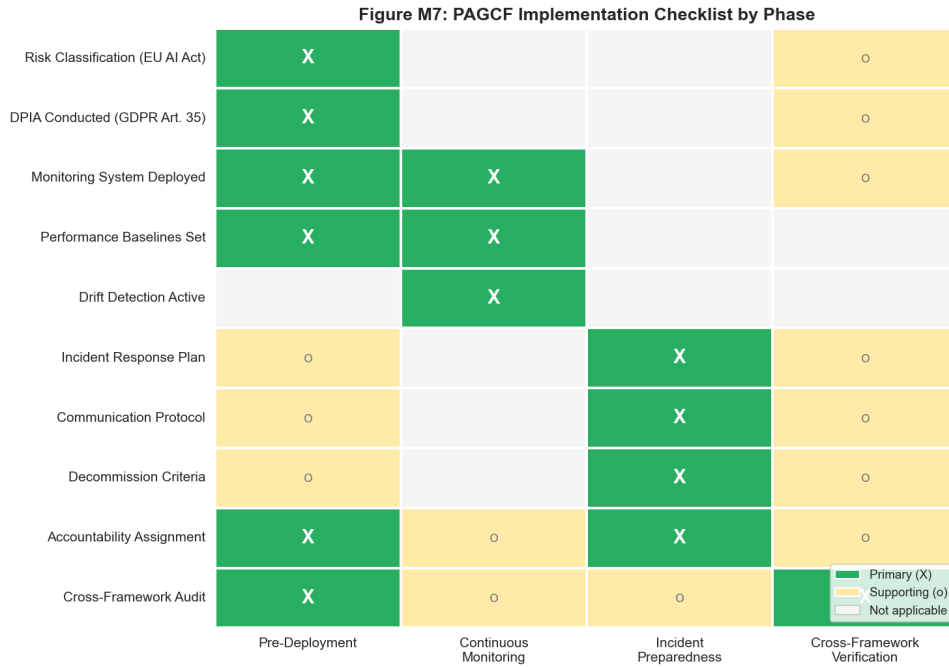 Figure M7: PAGCF Implementation Checklist by Phase
Risk Classification (EU AI Act) X o
DPIA Conducted (GDPR Art. 35) X o
Monitoring System Deployed X X o
Performance Baselines Set X X
Drift Detection Active X
Incident Response Plan o X o
Communication Protocol o X o
Decommission Criteria o X o
Accountability Assignment X o X o
Cross-Framework Audit X o o X
Primary (X)
Supporting (o)
Not applicable
Pre-Deployment
Continuous
Monitoring
Incident
Preparedness
Cross-Framework
Verification